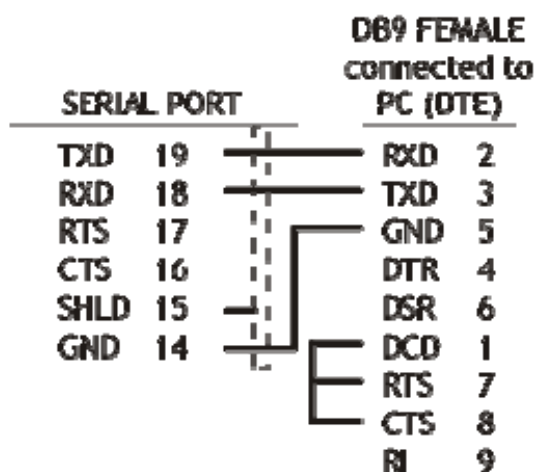 DB9 FEMALE
connected to
SERIAL PORT PC (DTE)
TXD 19 RXD 2
RXD 18 TXD 3
RTS 17 GND 5
CTS 16 DTR 4
SHLD 15 DSR 6
GND 14 DCD 1
RTS 7
CTS 8
RI 9